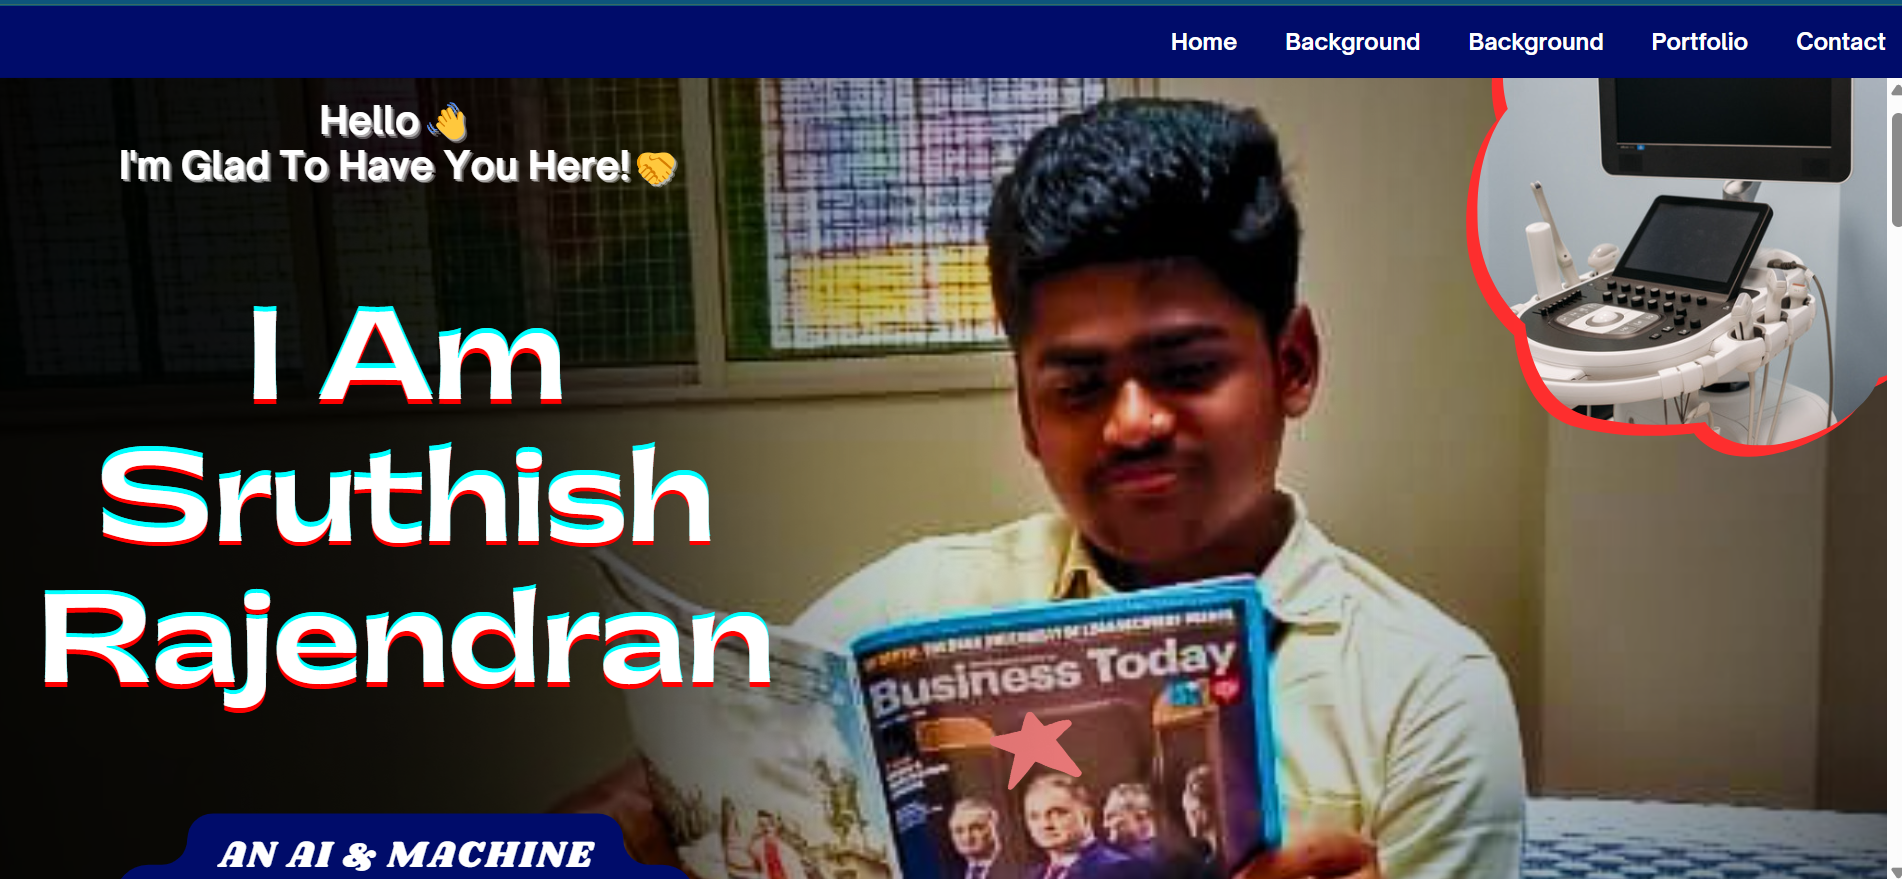 Home Background Background Portfolio Contact
Hello 👋
I'm Glad To Have You Here!🤝
I Am
Sruthish
Rajendran
Business Today
AN AI & MACHINE